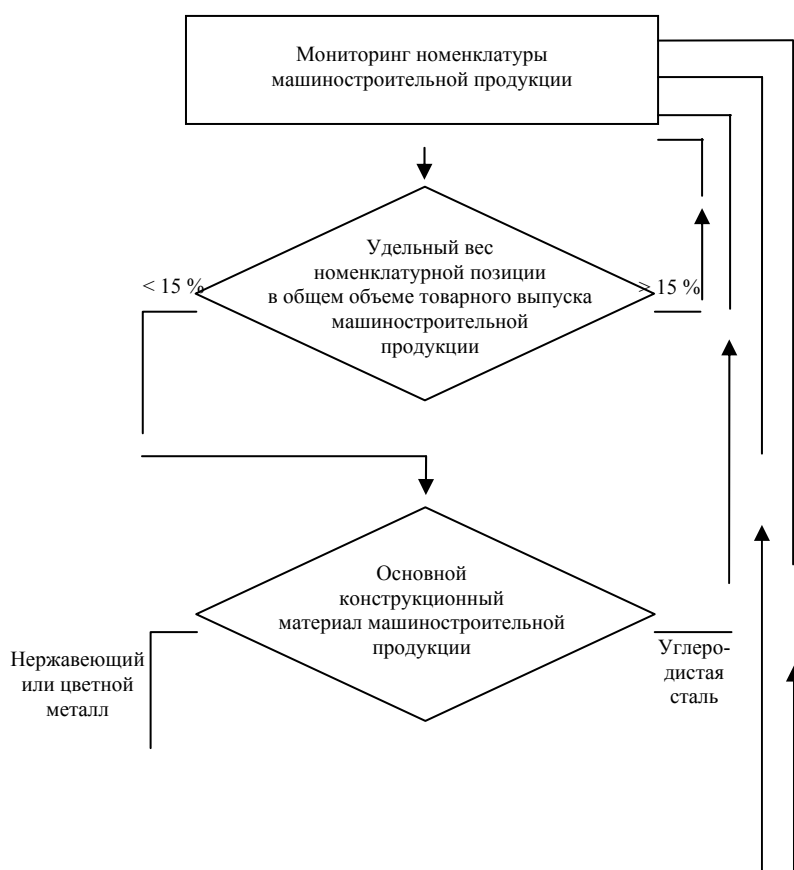 Мониторинг номенклатуры
машиностроительной продукции
Удельный вес
номенклатурной позиции
в общем объеме товарного выпуска
машиностроительной
продукции
< 15 %
> 15 %
Основной
конструкционный
материал машиностроительной
продукции
Нержавеющий
или цветной
металл
Углеро-
дистая
сталь